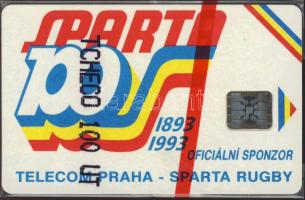 SPARTA
100
TCHECO 100 UT
1893
1993
OFICIÁLNÍ SPONZOR
TELECOM PRAHA - SPARTA RUGBY